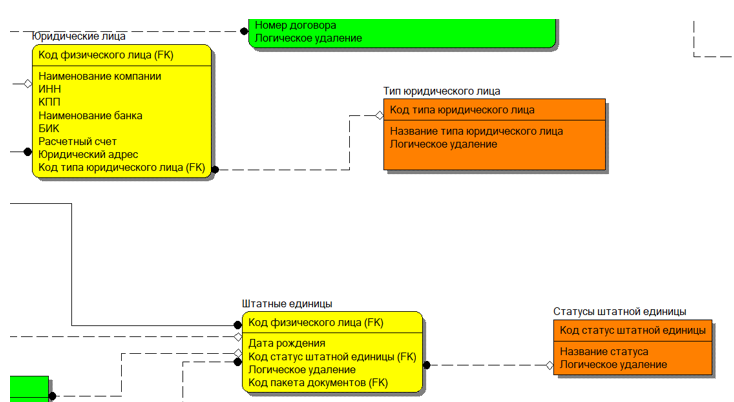 Номер договора
Логическое удаление
Юридические лица
Код физического лица (FK)
Наименование компании
ИНН
КПП
Наименование банка
БИК
Расчетный счет
Юридический адрес
Код типа юридического лица (FK)
Тип юридического лица
Код типа юридического лица
Название типа юридического лица
Логическое удаление
Штатные единицы
Код физического лица (FK)
Дата рождения
Код статус штатной единицы (FK)
Логическое удаление
Код пакета документов (FK)
Статусы штатной единицы
Код статус штатной единицы
Название статуса
Логическое удаление